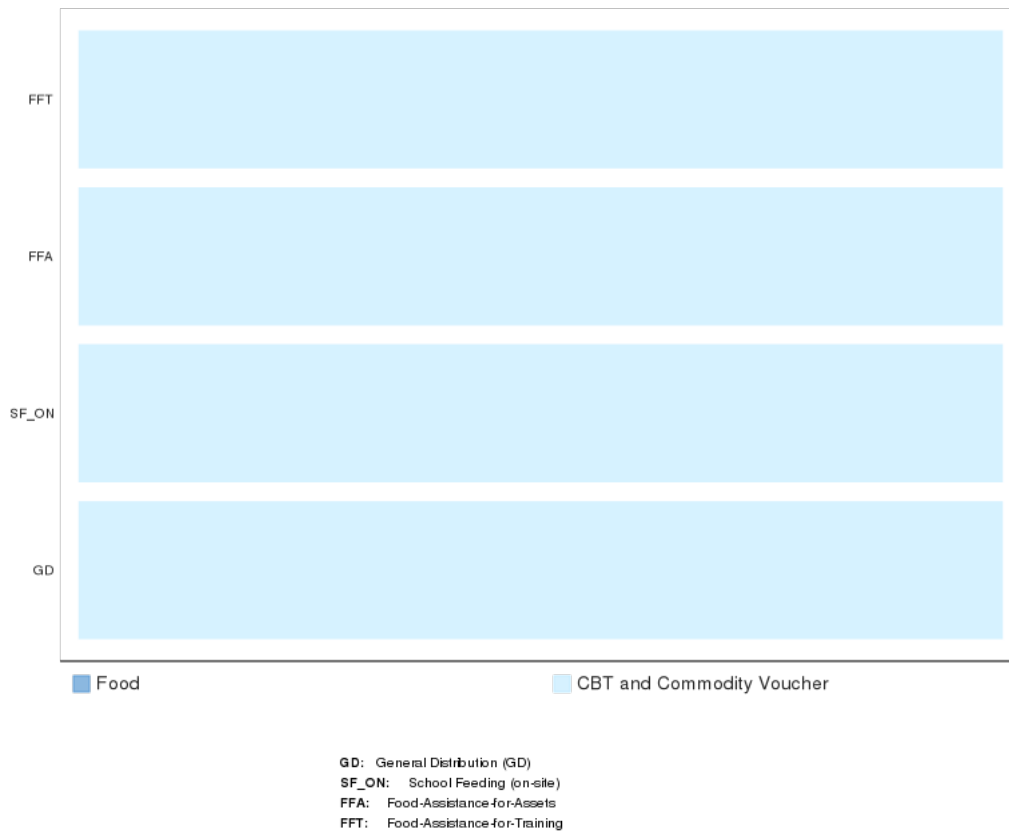 FFT
FFA
SF_ON
GD
Food
CBT and Commodity Voucher
GD: General Distribution (GD)
SF_ON: School Feeding (on-site)
FFA: Food-Assistance-for-Assets
FFT: Food-Assistance-for-Training